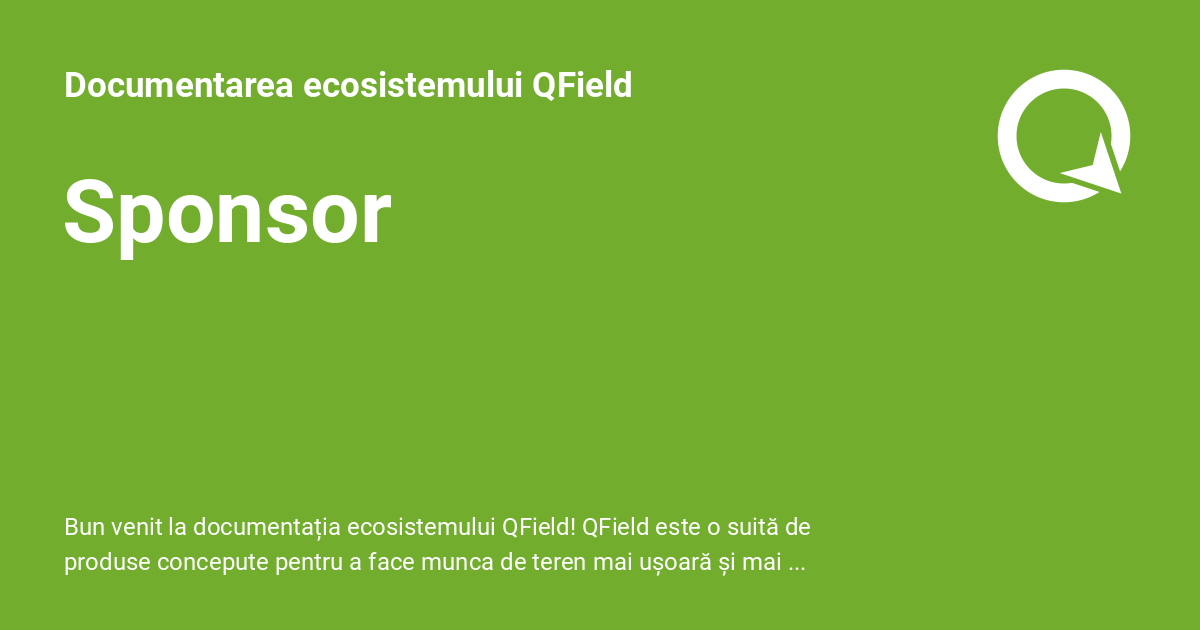 Documentarea ecosistemului QField
Sponsor
Bun venit la documentația ecosistemului QField! QField este o suită de
produse concepute pentru a face munca de teren mai ușoară și mai ...